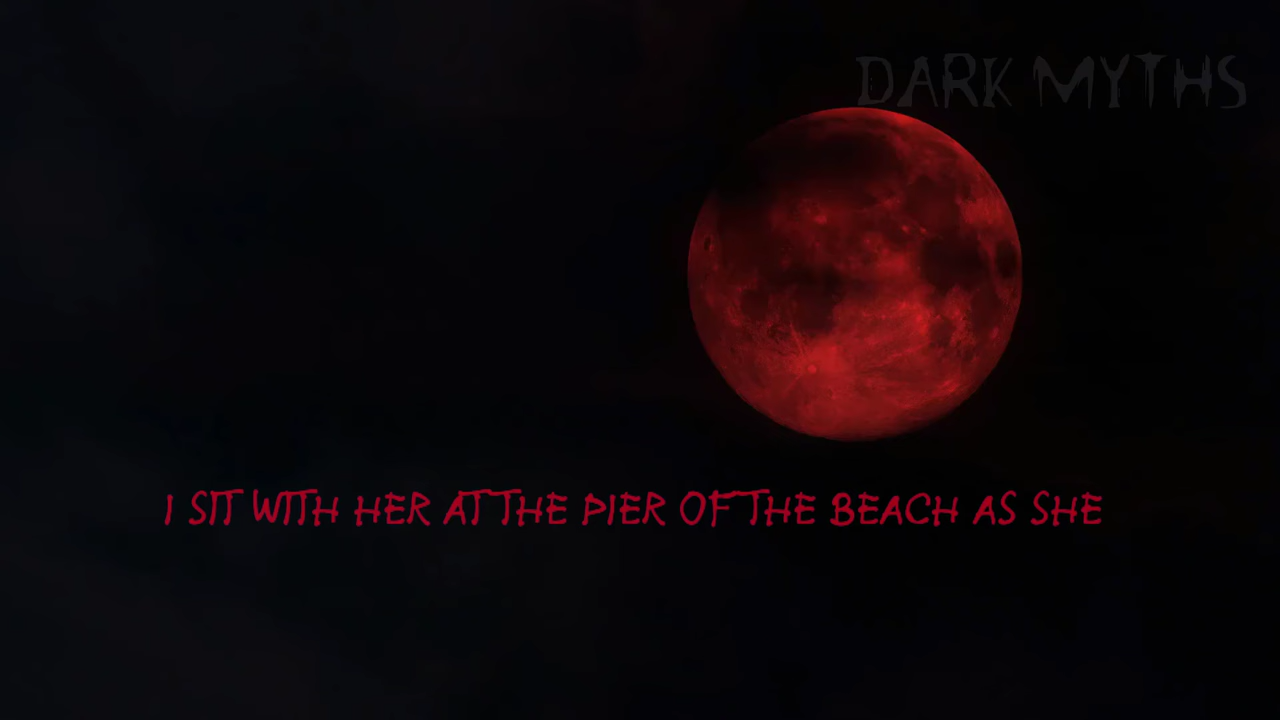 DARK MYTHS
I SIT WITH HER AT THE PIER OF THE BEACH AS SHE